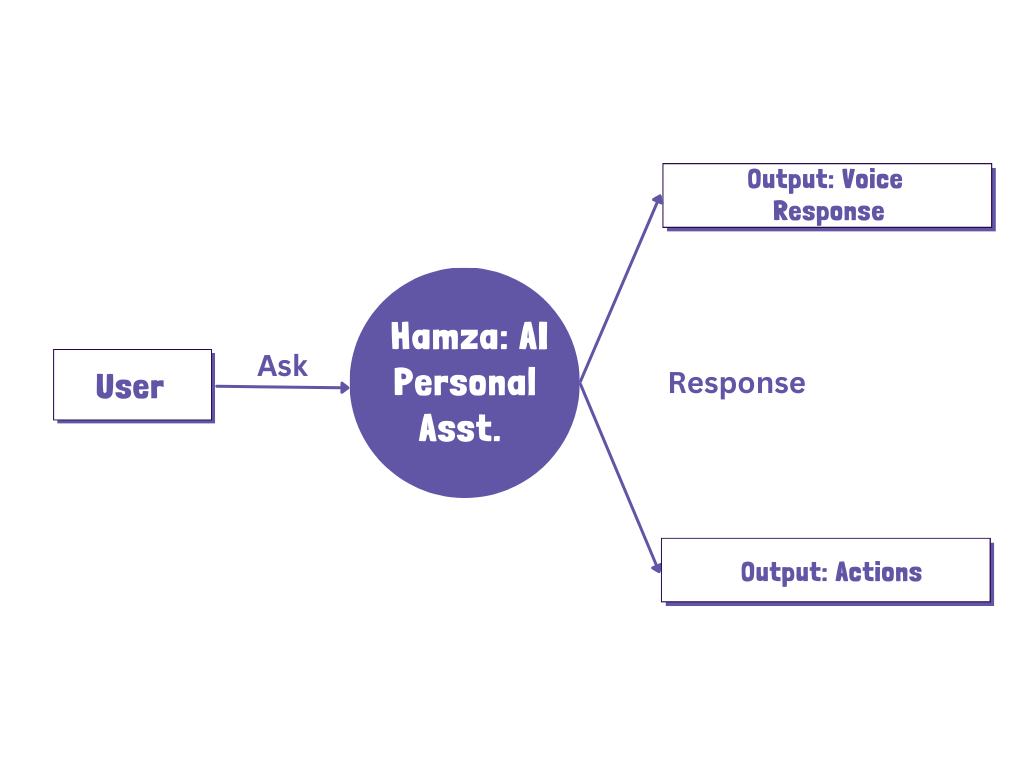 User
Ask
Hamza: AI
Personal
Asst.
Output: Voice
Response
Response
Output: Actions